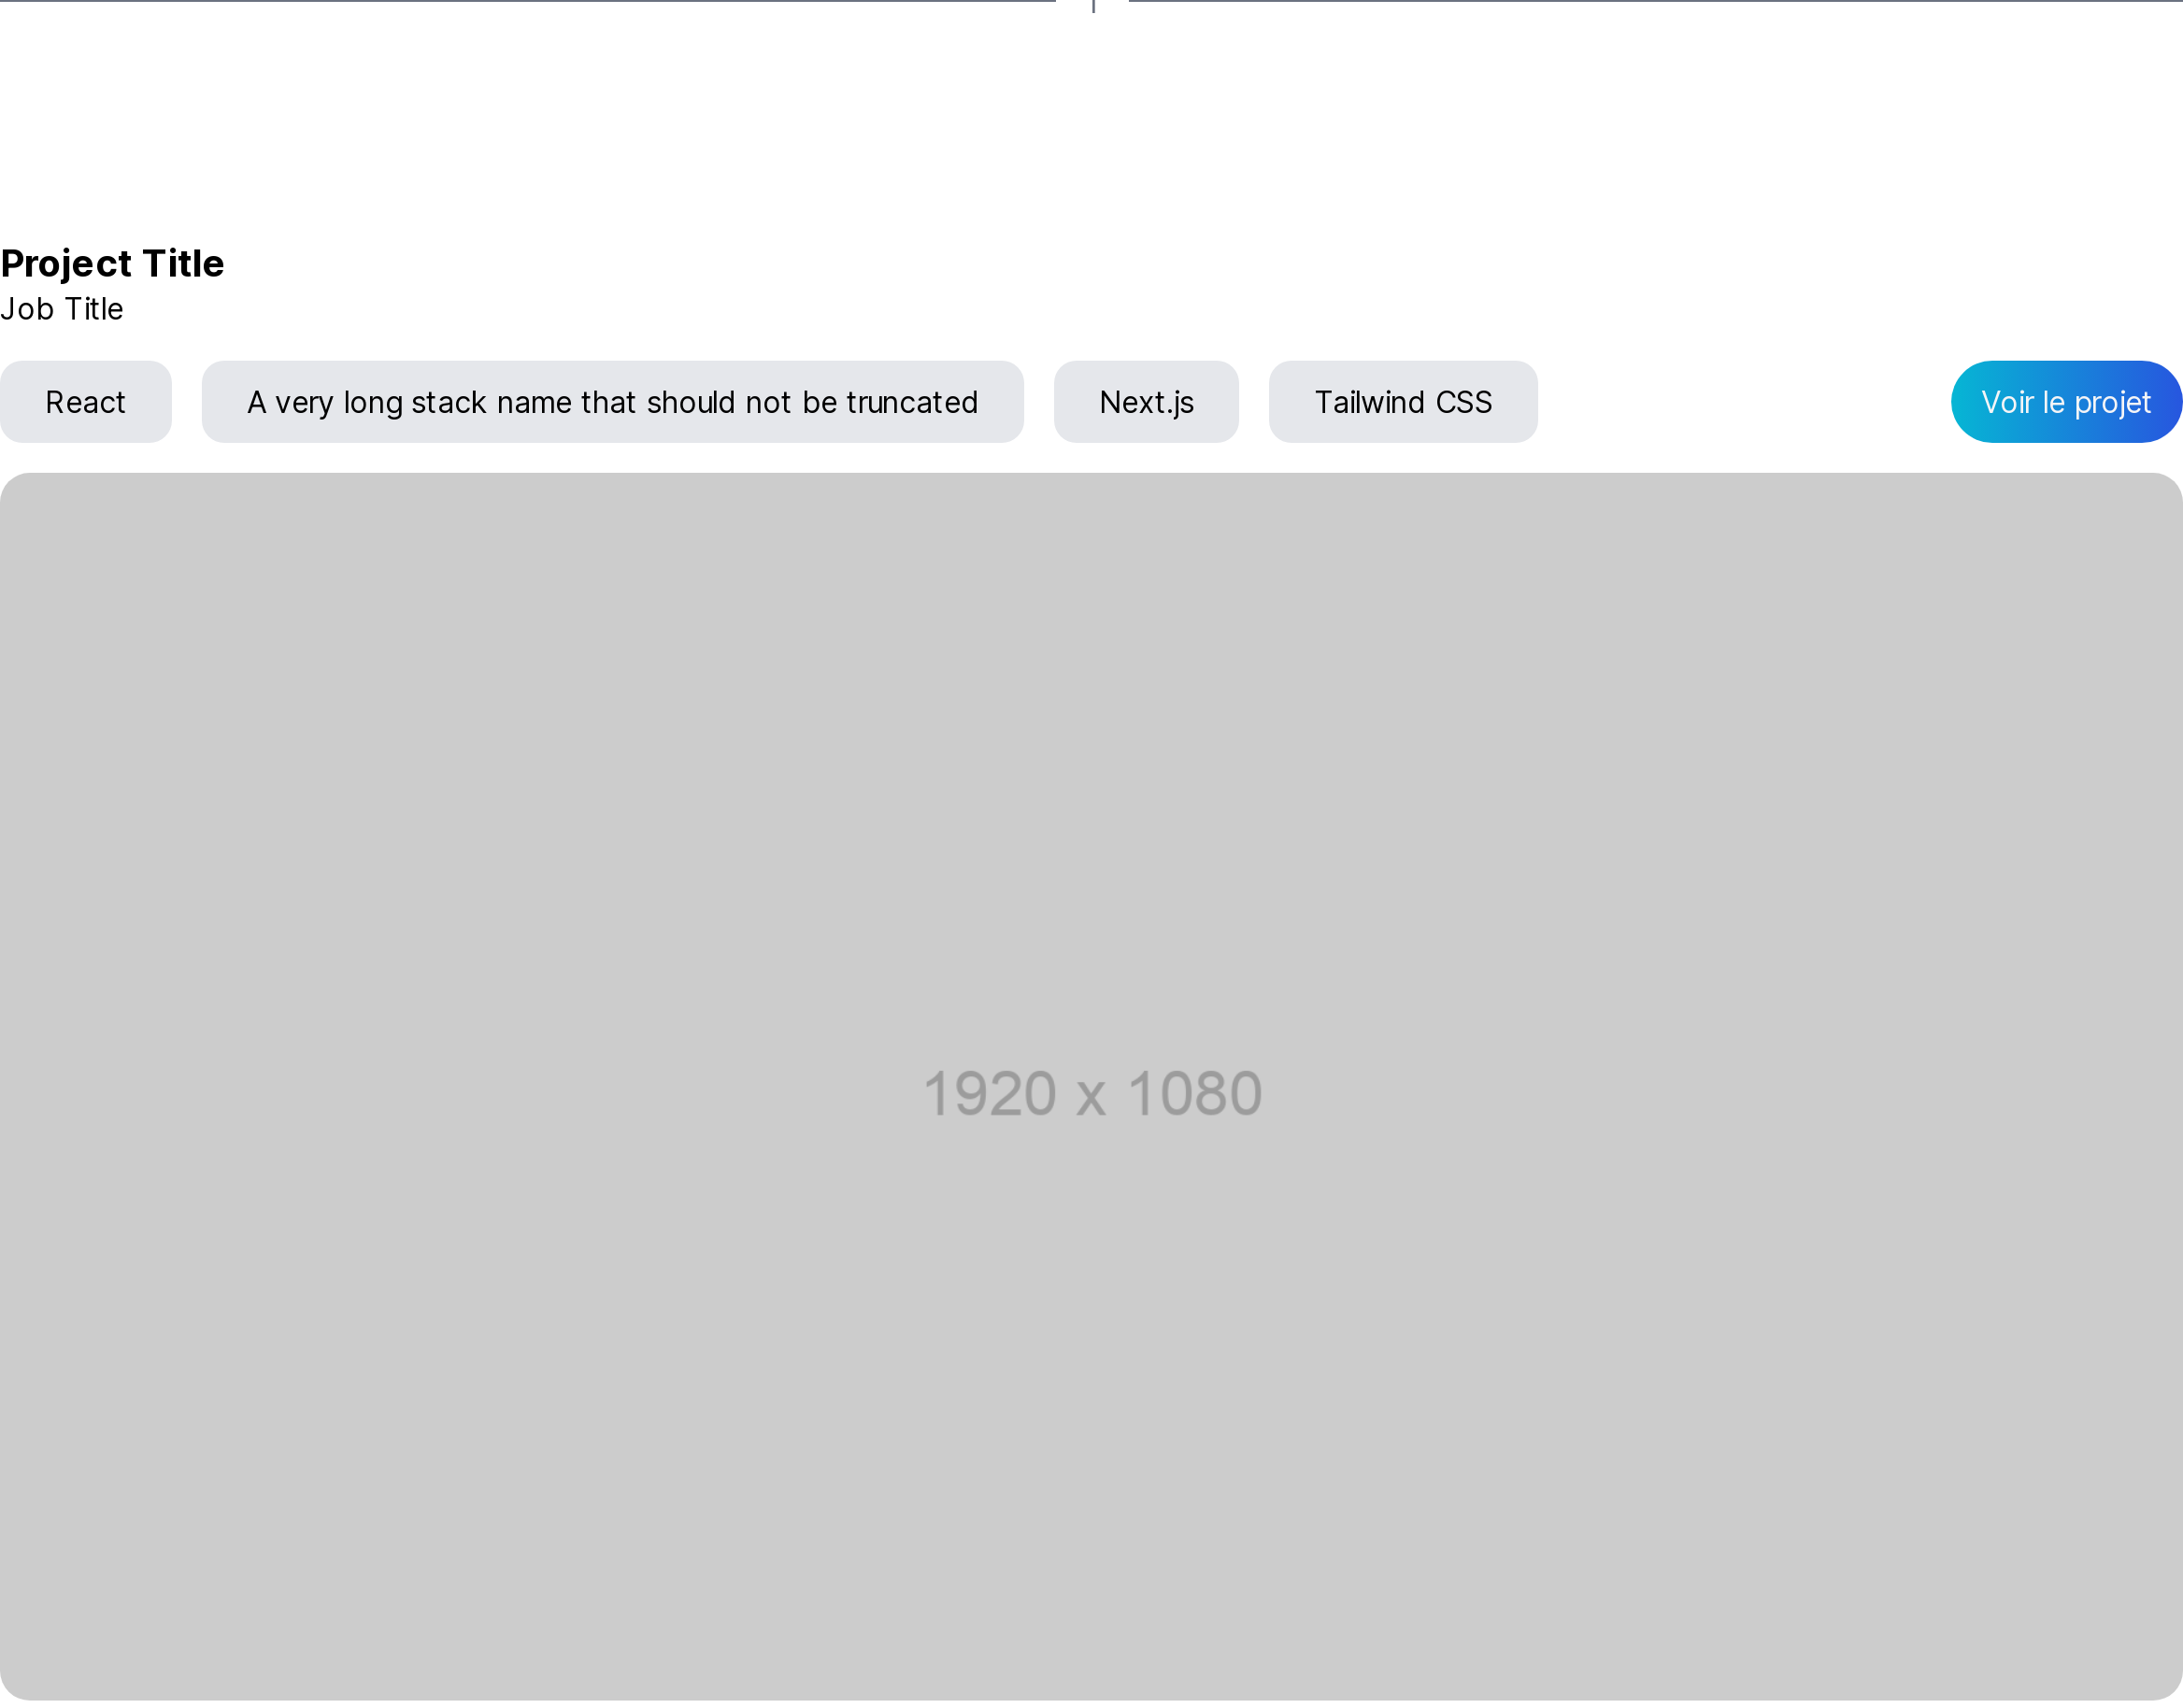 Project Title
Job Title
React
A very long stack name that should not be truncated
Next.js
Tailwind CSS
Voir le projet
1920 x 1080